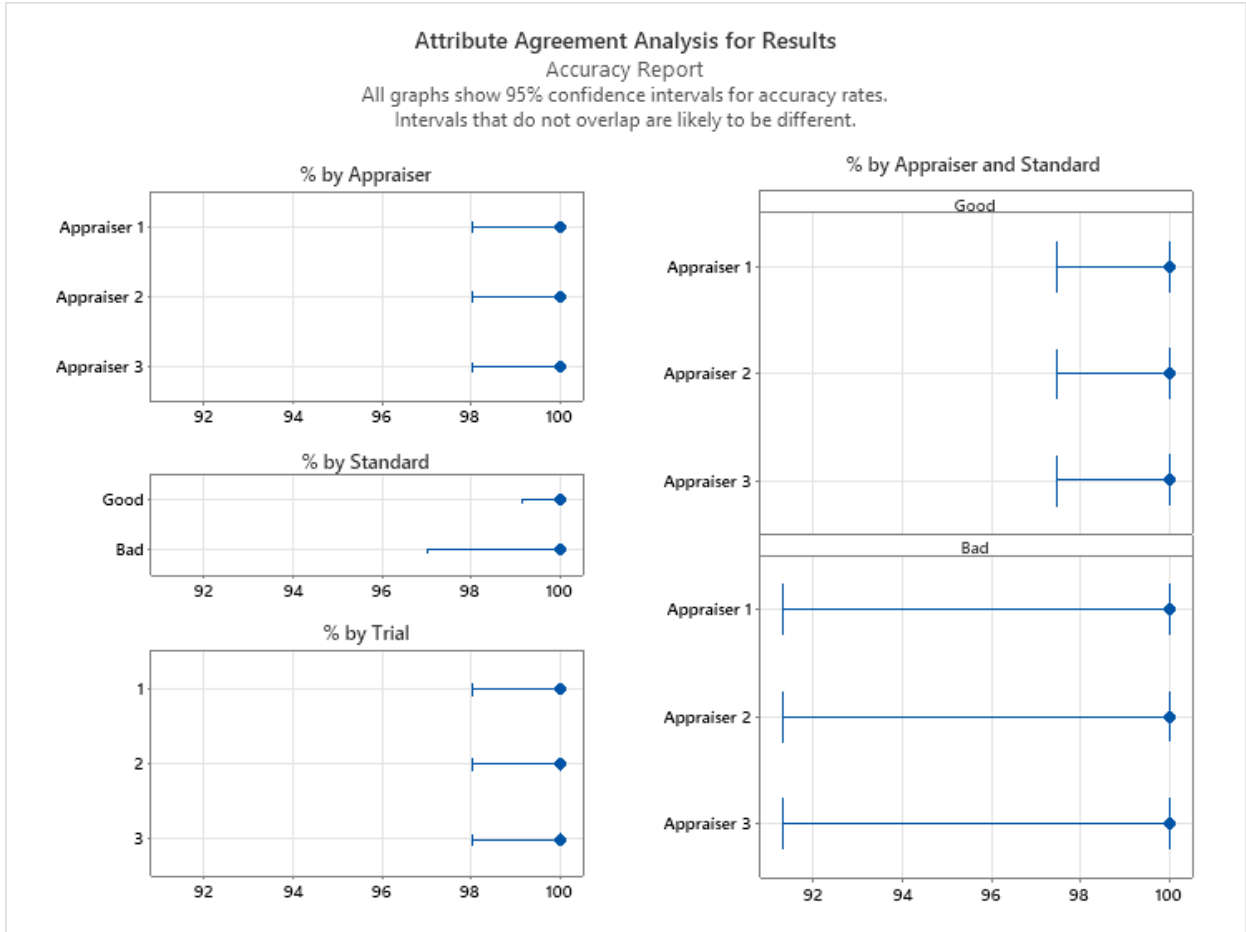 Attribute Agreement Analysis for Results
Accuracy Report
All graphs show 95% confidence intervals for accuracy rates.
Intervals that do not overlap are likely to be different.
% by Appraiser
Appraiser 1
Appraiser 2
Appraiser 3
92 94 96 98 100
% by Standard
Good
Bad
92 94 96 98 100
% by Trial
1
2
3
92 94 96 98 100
% by Appraiser and Standard
Good
Appraiser 1
Appraiser 2
Appraiser 3
Bad
Appraiser 1
Appraiser 2
Appraiser 3
92 94 96 98 100